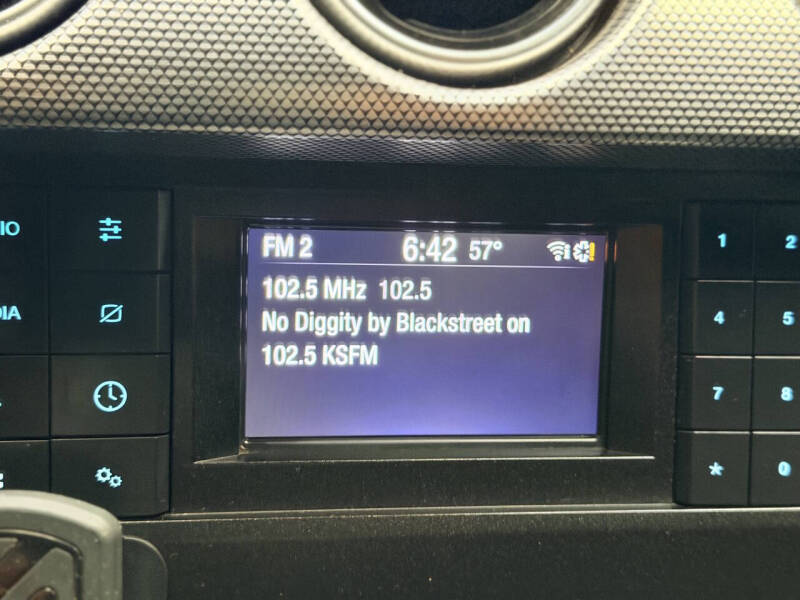 FM 2 6:42 57°
102.5 MHz 102.5
No Diggity by Blackstreet on
102.5 KSFM
IO
DIA
1 2
4 5
7 8
* 0